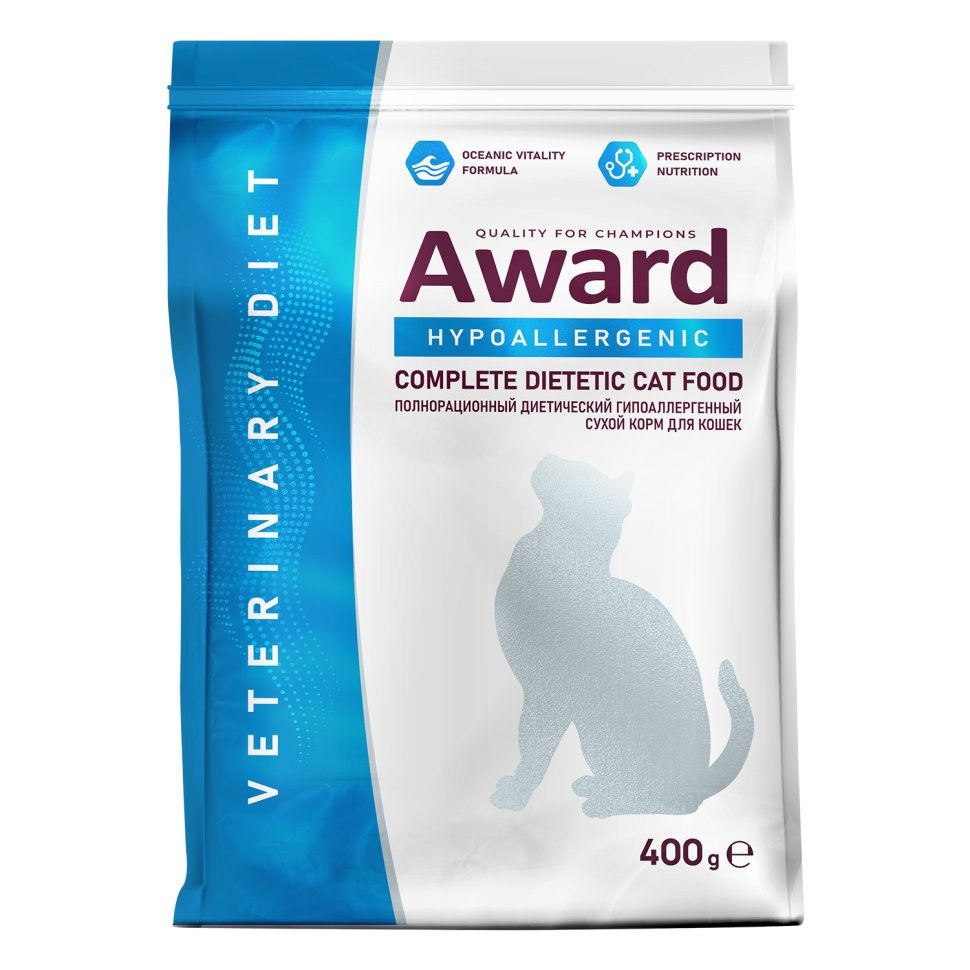 OCEANIC VITALITY
FORMULA
PRESCRIPTION
NUTRITION
QUALITY FOR CHAMPIONS
Award
HYPOALLERGENIC
COMPLETE DIETETIC CAT FOOD
ПОЛНОРАЦИОННЫЙ ДИЕТИЧЕСКИЙ ГИПОАЛЛЕРГЕННЫЙ
СУХОЙ КОРМ ДЛЯ КОШЕК
VETERINARY DIET
400 g ℮